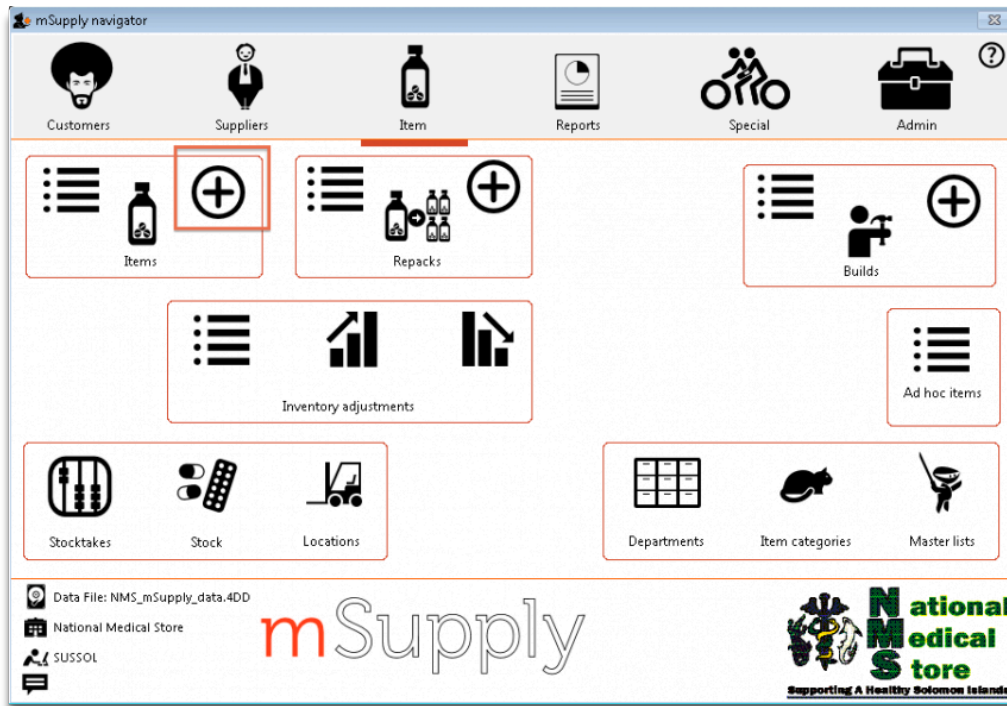 mSupply navigator
Customers
Suppliers
Item
Reports
Special
Admin
?
Items
Repacks
Builds
Inventory adjustments
Ad hoc items
Stocktakes
Stock
Locations
Departments
Item categories
Master lists
Data File: NMS_mSupply_data.4DD
National Medical Store
SUSSOL
mSupply
National
Medical
Store
Supporting A Healthy Solomon Islands